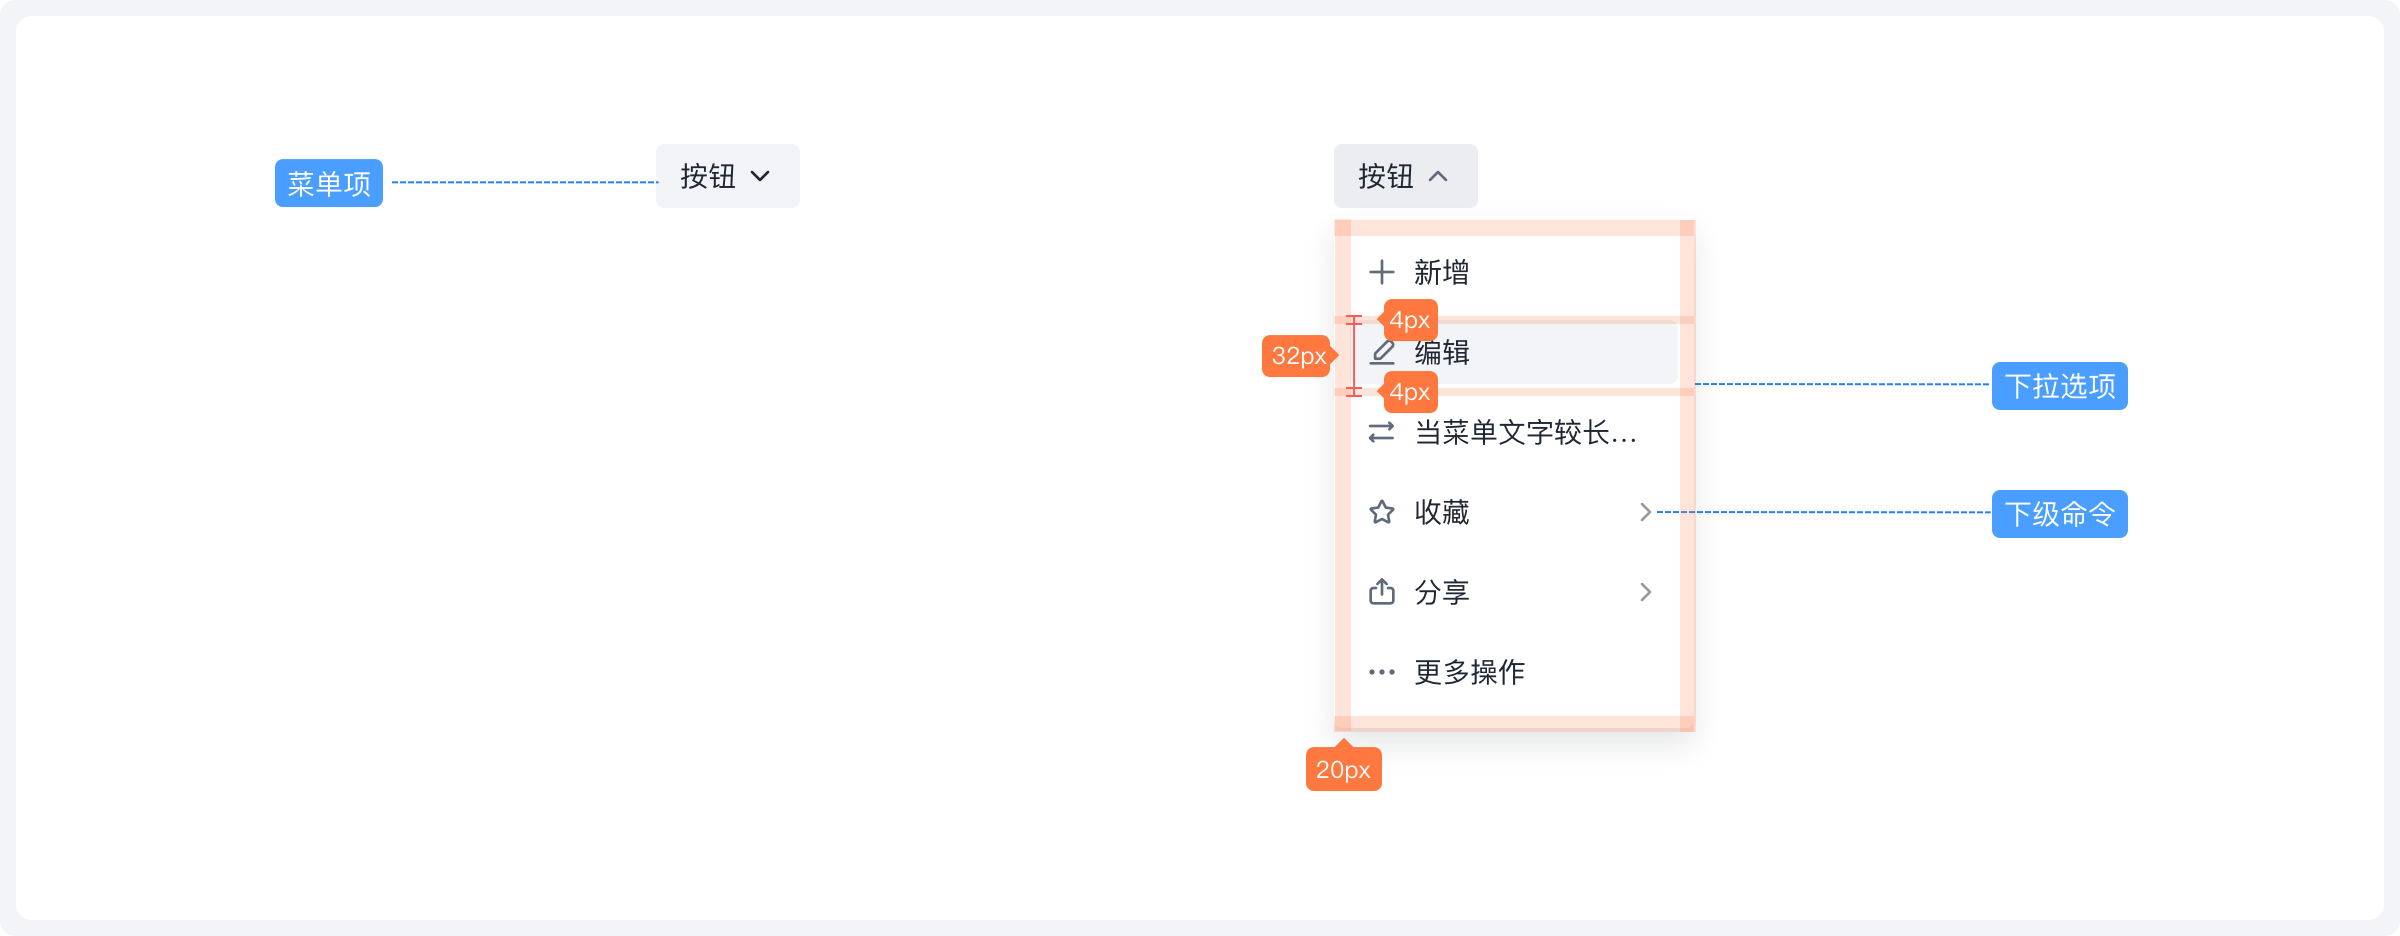 菜单项
按钮
按钮
新增
4px
32px
编辑
4px
下拉选项
当菜单文字较长...
收藏
下级命令
分享
更多操作
20px